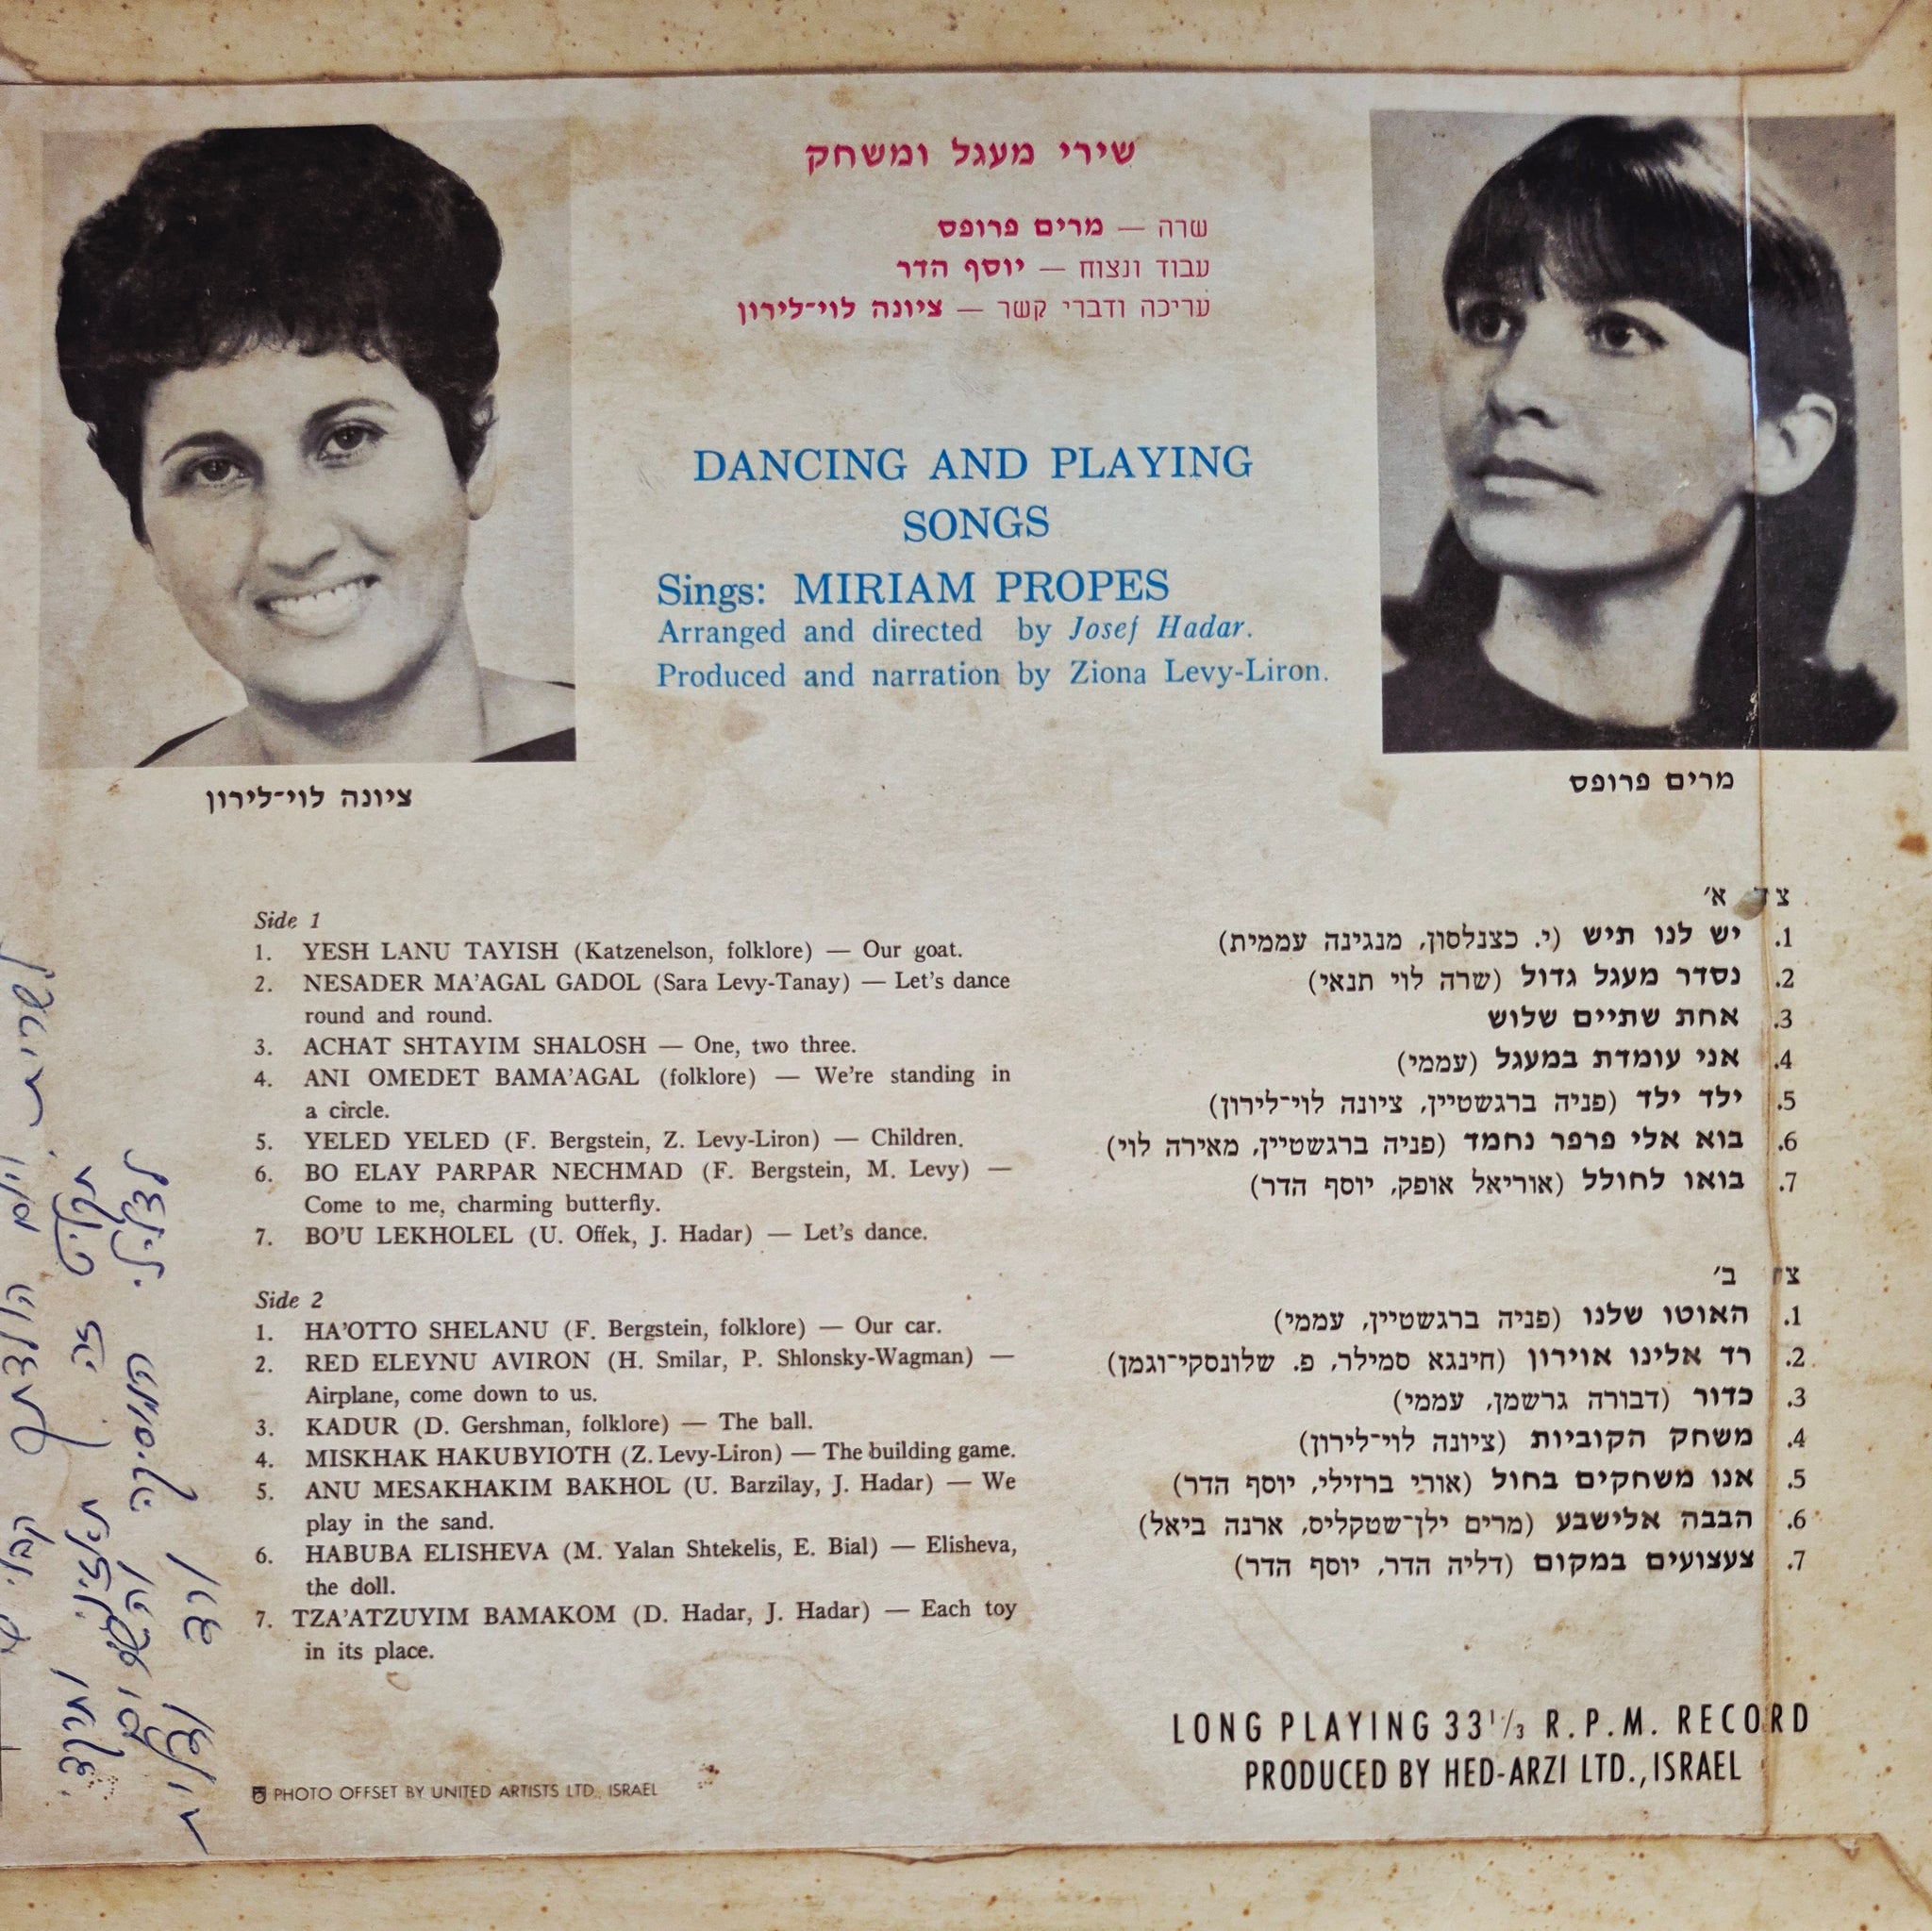 שירי מעגל ומשחק
שרה — מרים פרופס
עבוד ונצוח — יוסף הדר
עריכה ודברי קשר — ציונה לוי־לירון
DANCING AND PLAYING
SONGS
Sings: MIRIAM PROPES
Arranged and directed by Josef Hadar.
Produced and narration by Ziona Levy-Liron.
ציונה לוי־לירון
מרים פרופס
Side 1
1. YESH LANU TAYISH (Katzenelson, folklore) — Our goat.
2. NESADER MA'AGAL GADOL (Sara Levy-Tanay) — Let's dance
round and round.
3. ACHAT SHTAYIM SHALOSH — One, two three.
4. ANI OMEDET BAMA'AGAL (folklore) — We're standing in
a circle.
5. YELED YELED (F. Bergstein, Z. Levy-Liron) — Children.
6. BO ELAY PARPAR NECHMAD (F. Bergstein, M. Levy) —
Come to me, charming butterfly.
7. BO'U LEKHOLEL (U. Offek, J. Hadar) — Let's dance.
Side 2
1. HA'OTTO SHELANU (F. Bergstein, folklore) — Our car.
2. RED ELEYNU AVIRON (H. Smilar, P. Shlonsky-Wagman) —
Airplane, come down to us.
3. KADUR (D. Gershman, folklore) — The ball.
4. MISKHAK HAKUBYIOTH (Z. Levy-Liron) — The building game.
5. ANU MESAKHAKIM BAKHOL (U. Barzilay, J. Hadar) — We
play in the sand.
6. HABUBA ELISHEVA (M. Yalan Shtekelis, E. Bial) — Elisheva,
the doll.
7. TZA'ATZUYIM BAMAKOM (D. Hadar, J. Hadar) — Each toy
in its place.
צד א׳
1. יש לנו תיש (י. כצנלסון, מנגינה עממית)
2. נסדר מעגל גדול (שרה לוי תנאי)
3. אחת שתיים שלוש
4. אני עומדת במעגל (עממי)
5. ילד ילד (פניה ברגשטיין, ציונה לוי־לירון)
6. בוא אלי פרפר נחמד (פניה ברגשטיין, מאירה לוי)
7. בואו לחולל (אוריאל אופק, יוסף הדר)
צד ב׳
1. האוטו שלנו (פניה ברגשטיין, עממי)
2. רד אלינו אוירון (חינגא סמילר, פ. שלונסקי־וגמן)
3. כדור (דבורה גרשמן, עממי)
4. משחק הקוביות (ציונה לוי־לירון)
5. אנו משחקים בחול (אורי ברזילי, יוסף הדר)
6. הבבה אלישבע (מרים ילן־שטקליס, ארנה ביאל)
7. צעצועים במקום (דליה הדר, יוסף הדר)
LONG PLAYING 33 1/3 R.P.M. RECORD
PRODUCED BY HED-ARZI LTD., ISRAEL
PHOTO OFFSET BY UNITED ARTISTS LTD. ISRAEL
הולדתך
תקליט זה
המוסיקה